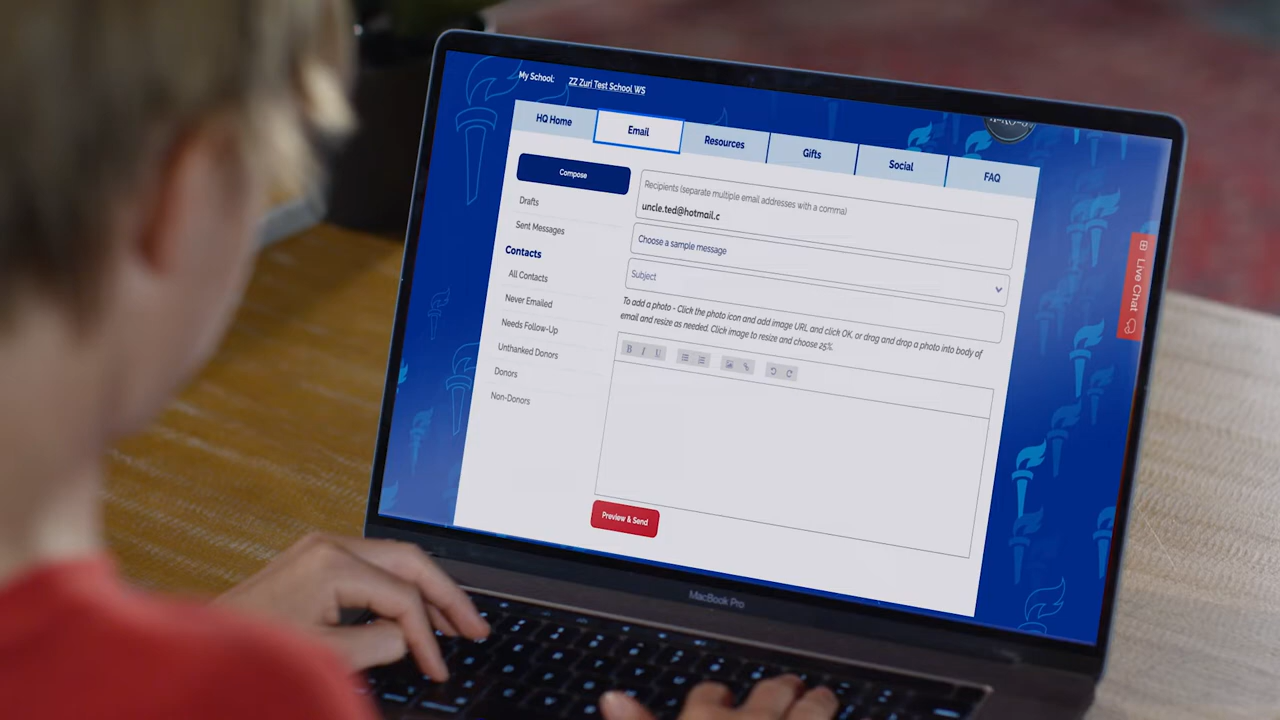 My School: ZZ Zuri Test School WS
HQ Home
Email
Resources
Gifts
Social
FAQ
Compose
Drafts
Sent Messages
Contacts
All Contacts
Never Emailed
Needs Follow-Up
Unthanked Donors
Donors
Non-Donors
Recipients (separate multiple email addresses with a comma)
uncle.ted@hotmail.c
Choose a sample message
Subject
To add a photo - Click the photo icon and add image URL and click OK, or drag and drop a photo into body of
email and resize as needed. Click image to resize and choose 25%.
B I U
Preview & Send
Live Chat
MacBook Pro